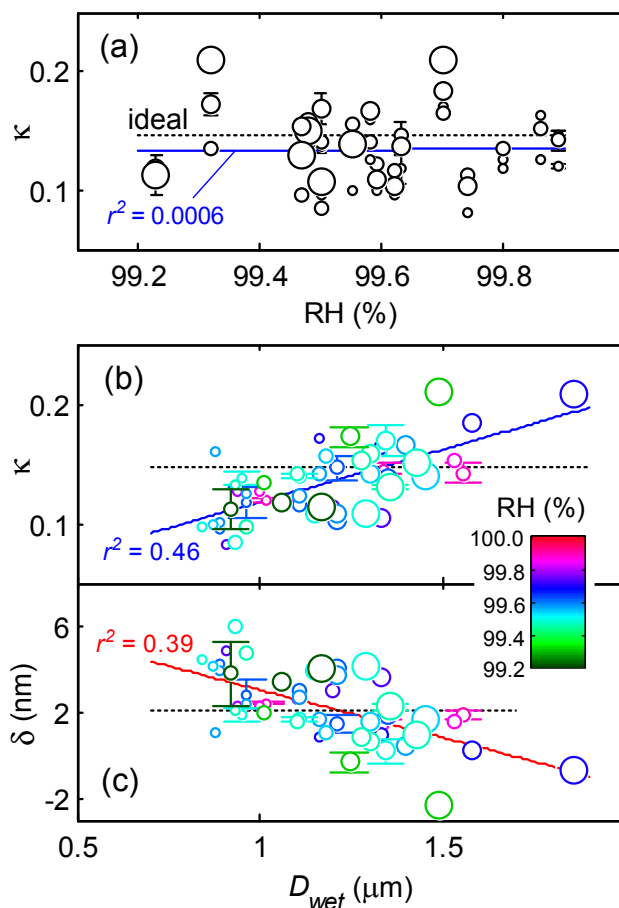 (a)
0.2
ideal
κ
0.1
r² = 0.0006
99.2 99.4 99.6 99.8
RH (%)
(b)
0.2
κ
RH (%)
0.1
r² = 0.46
100.0
99.8
99.6
99.4
99.2
6
r² = 0.39
δ (nm)
2
(c)
-2
0.5 1 1.5
D_wet (μm)